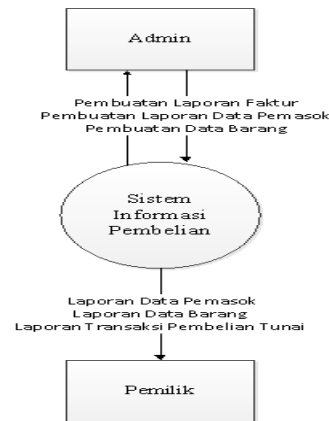 Admin
Pembuatan Laporan Faktur
Pembuatan Laporan Data Pemasok
Pembuatan Data Barang
Sistem
Informasi
Pembelian
Laporan Data Pemasok
Laporan Data Barang
Laporan Transaksi Pembelian Tunai
Pemilik